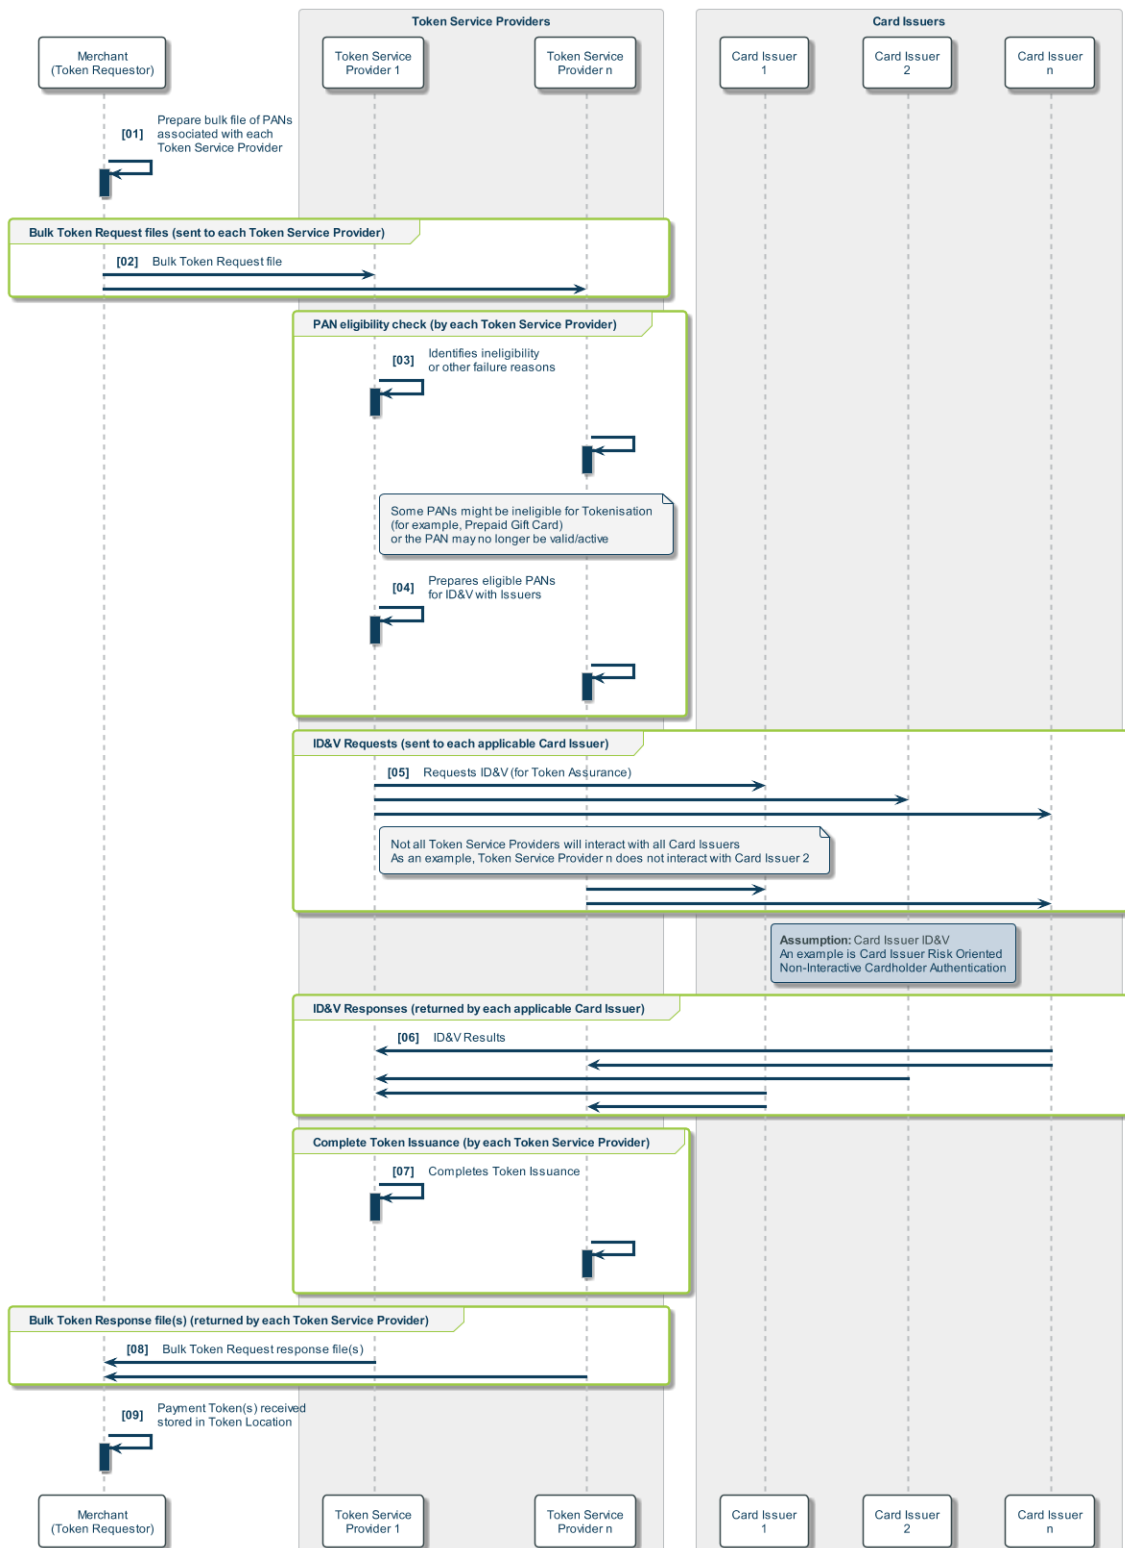 Token Service Providers
Card Issuers
Merchant
(Token Requestor)
Token Service
Provider 1
Token Service
Provider n
Card Issuer
1
Card Issuer
2
Card Issuer
n
[01]
Prepare bulk file of PANs
associated with each
Token Service Provider
Bulk Token Request files (sent to each Token Service Provider)
[02] Bulk Token Request file
PAN eligibility check (by each Token Service Provider)
[03]
Identifies ineligibility
or other failure reasons
Some PANs might be ineligible for Tokenisation
(for example, Prepaid Gift Card)
or the PAN may no longer be valid/active
[04]
Prepares eligible PANs
for ID&V with Issuers
ID&V Requests (sent to each applicable Card Issuer)
[05] Requests ID&V (for Token Assurance)
Not all Token Service Providers will interact with all Card Issuers
As an example, Token Service Provider n does not interact with Card Issuer 2
Assumption: Card Issuer ID&V
An example is Card Issuer Risk Oriented
Non-Interactive Cardholder Authentication
ID&V Responses (returned by each applicable Card Issuer)
[06] ID&V Results
Complete Token Issuance (by each Token Service Provider)
[07] Completes Token Issuance
Bulk Token Response file(s) (returned by each Token Service Provider)
[08] Bulk Token Request response file(s)
[09]
Payment Token(s) received
stored in Token Location
Merchant
(Token Requestor)
Token Service
Provider 1
Token Service
Provider n
Card Issuer
1
Card Issuer
2
Card Issuer
n